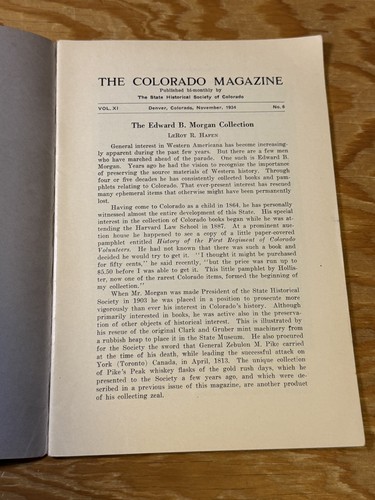 THE COLORADO MAGAZINE
Published bi-monthly by
The State Historical Society of Colorado
VOL. XI Denver, Colorado, November, 1934 No. 6
The Edward B. Morgan Collection
LeRoy R. Hafen
General interest in Western Americana has become increasing-
ly apparent during the past few years. But there are a few men
who have marched ahead of the parade. One such is Edward B.
Morgan. Years ago he had the vision to recognize the importance
of preserving the source materials of Western history. Through
four or five decades he has consistently collected books and pam-
phlets relating to Colorado. That ever-present interest has rescued
many ephemeral items that otherwise might have been permanently
lost.
Having come to Colorado as a child in 1864, he has personally
witnessed almost the entire development of this State. His special
interest in the collection of Colorado books began while he was at-
tending the Harvard Law School in 1887. At a prominent auc-
tion house he happened to see a copy of a little paper-covered
pamphlet entitled History of the First Regiment of Colorado
Volunteers. He had not known that there was such a book and
decided he would try to get it. "I thought it might be purchased
for fifty cents," he said recently, "but the price was run up to
$5.50 before I was able to get it. This little pamphlet by Hollis-
ter, now one of the rarest Colorado items, formed the beginning of
my collection."
When Mr. Morgan was made President of the State Historical
Society in 1903 he was placed in a position to prosecute more
vigorously than ever his interest in Colorado's history. Although
primarily interested in books, he was active also in the preserva-
tion of other objects of historical interest. This is illustrated by
his rescue of the original Clark and Gruber mint machinery from
a rubbish heap to place it in the State Museum. He also procured
for the Society the sword that General Zebulon M. Pike carried
at the time of his death, while leading the successful attack on
York (Toronto) Canada, in April, 1813. The unique collection
of Pike's Peak whiskey flasks of the gold rush days, which he
presented to the Society a few years ago, and which were de-
scribed in a previous issue of this magazine, are another product
of his collecting zeal.